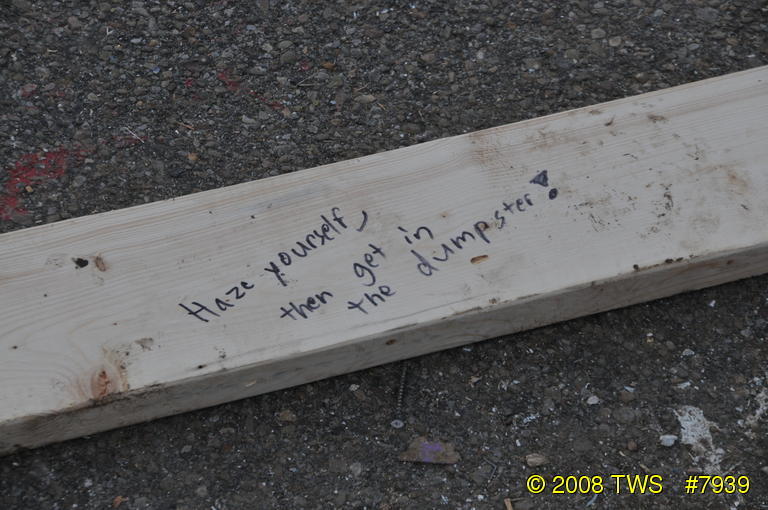 Haze yourself,
then get in
the dumpster!
© 2008 TWS #7939